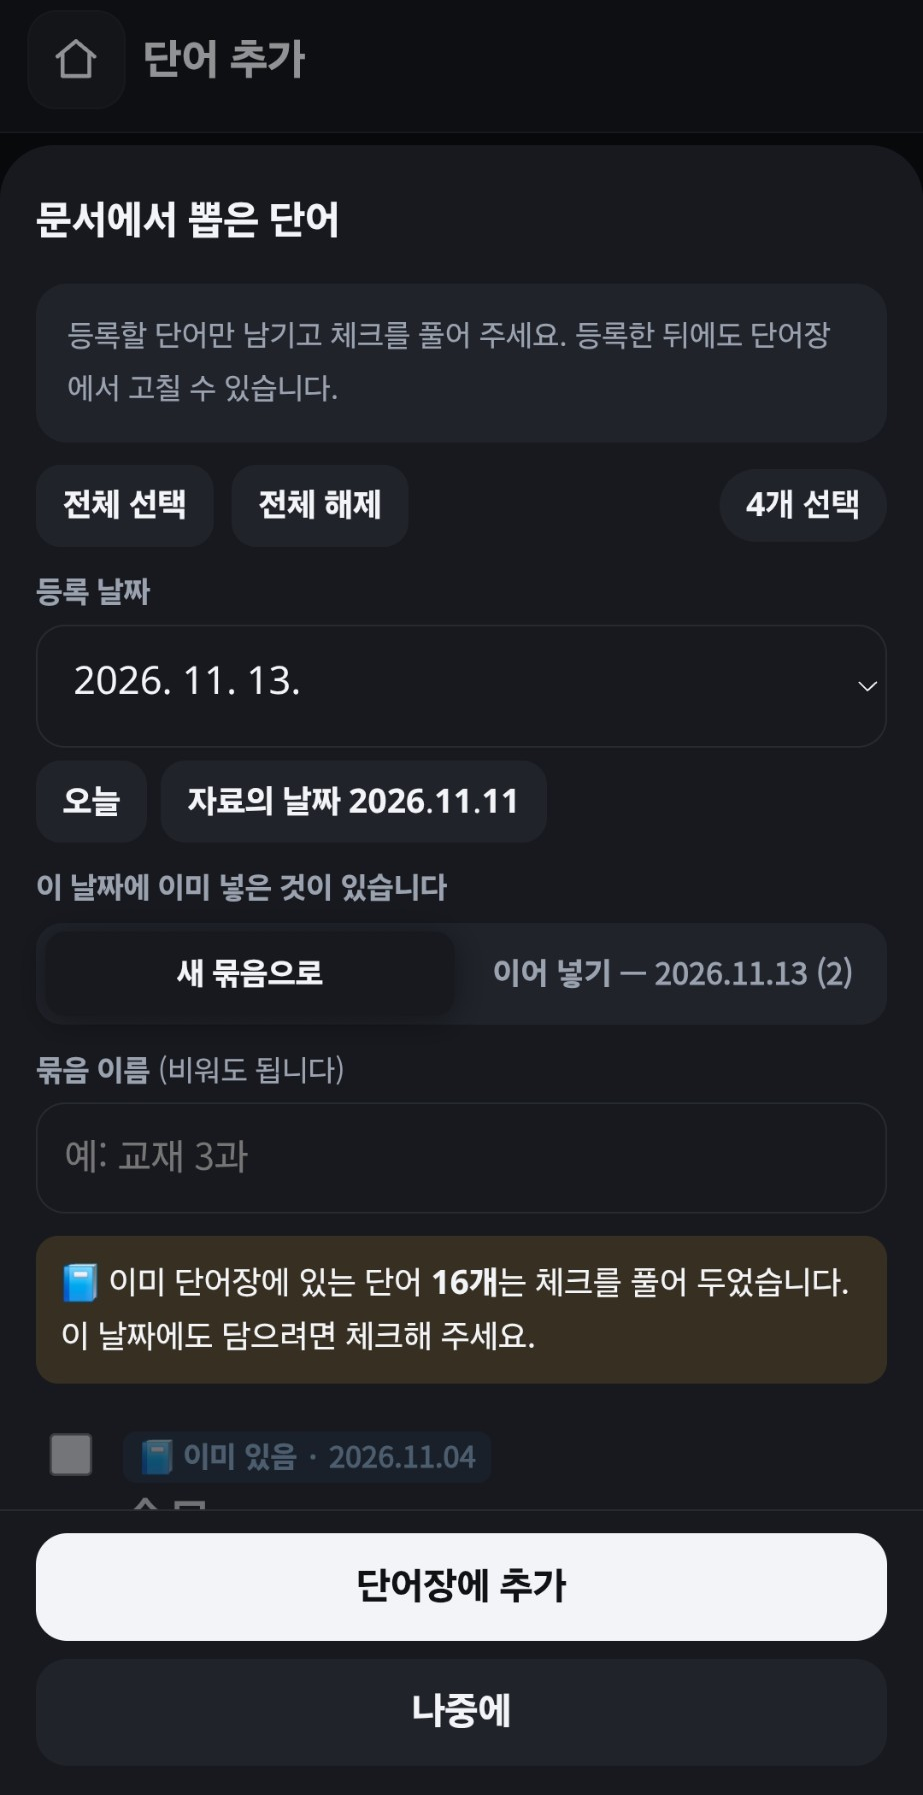 단어 추가
문서에서 뽑은 단어
등록할 단어만 남기고 체크를 풀어 주세요. 등록한 뒤에도 단어장
에서 고칠 수 있습니다.
전체 선택 전체 해제 4개 선택
등록 날짜
2026. 11. 13.
오늘 자료의 날짜 2026.11.11
이 날짜에 이미 넣은 것이 있습니다
새 묶음으로 이어 넣기 — 2026.11.13 (2)
묶음 이름 (비워도 됩니다)
예: 교재 3과
이미 단어장에 있는 단어 16개는 체크를 풀어 두었습니다.
이 날짜에도 담으려면 체크해 주세요.
이미 있음 · 2026.11.04
단어장에 추가
나중에